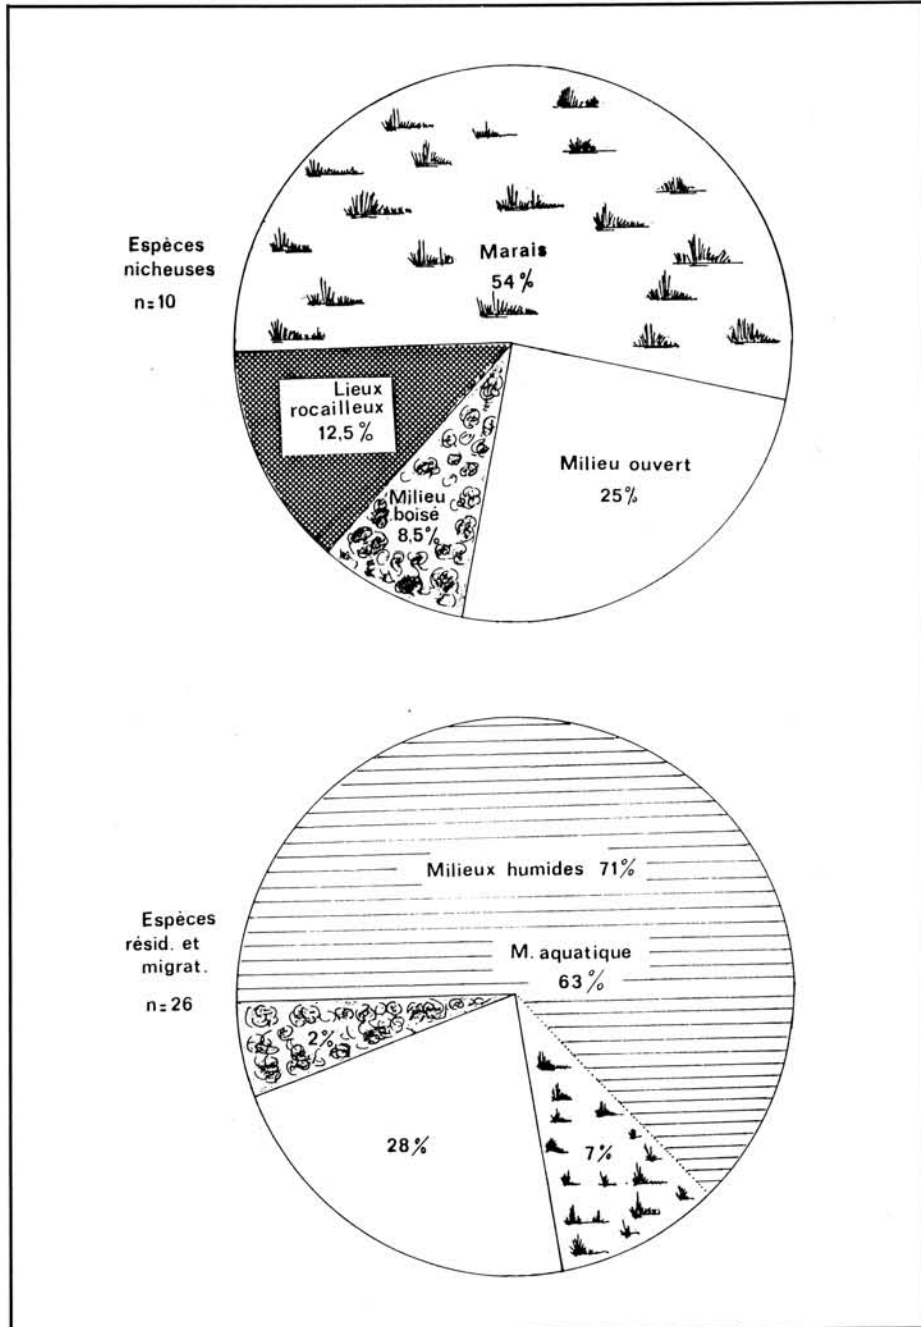 Espèces
nicheuses
n=10
Marais
54%
Lieux
rocailleux
12,5%
Milieu
boisé
8,5%
Milieu ouvert
25%
Espèces
résid. et
migrat.
n=26
Milieux humides 71%
M. aquatique
63%
2%
28%
7%